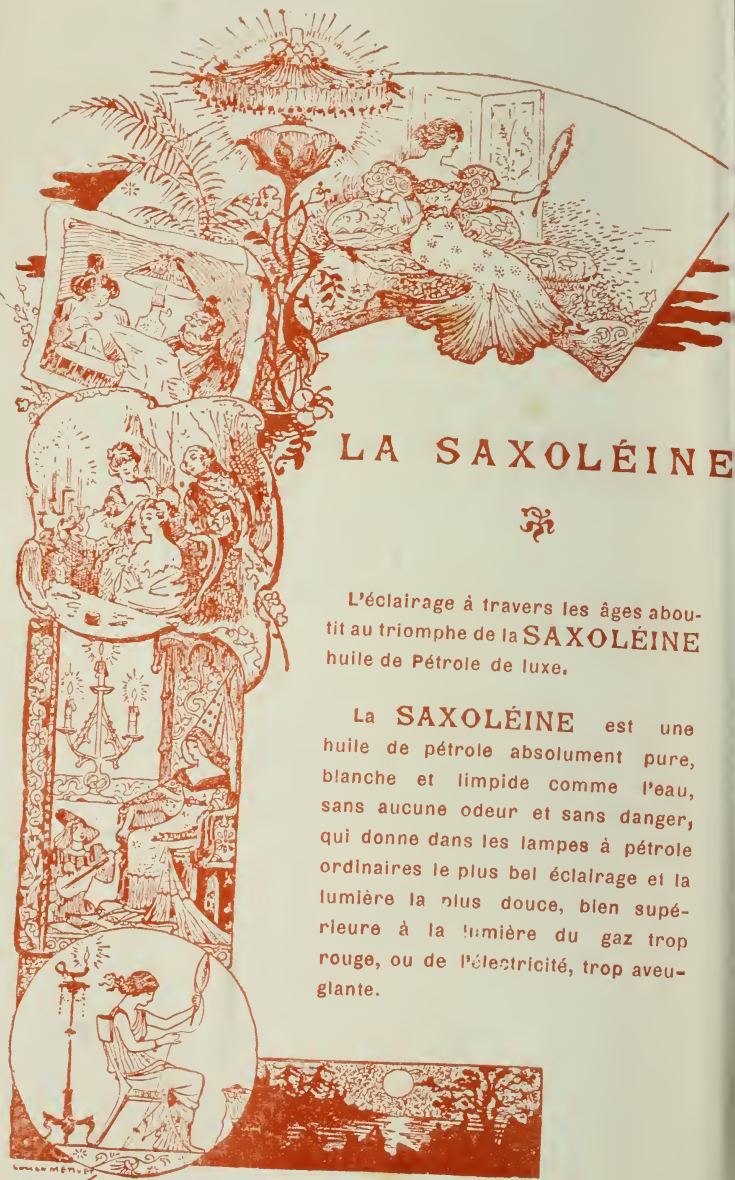 LA SAXOLÉINE
L'éclairage à travers les âges abou-
tit au triomphe de la SAXOLÉINE
huile de Pétrole de luxe.
La SAXOLÉINE est une
huile de pétrole absolument pure,
blanche et limpide comme l'eau,
sans aucune odeur et sans danger,
qui donne dans les lampes à pétrole
ordinaires le plus bel éclairage et la
lumière la plus douce, bien supé-
rieure à la lumière du gaz trop
rouge, ou de l'électricité, trop aveu-
glante.